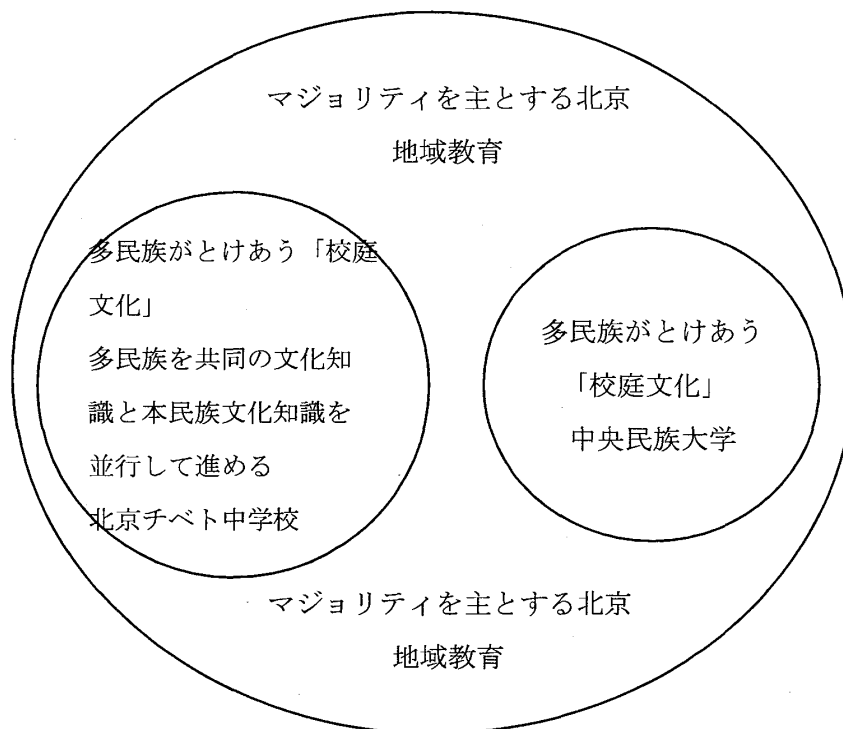 マジョリティを主とする北京
地域教育
多民族がとけあう「校庭
文化」
多民族を共同の文化知
識と本民族文化知識を
並行して進める
北京チベト中学校
多民族がとけあう
「校庭文化」
中央民族大学
マジョリティを主とする北京
地域教育